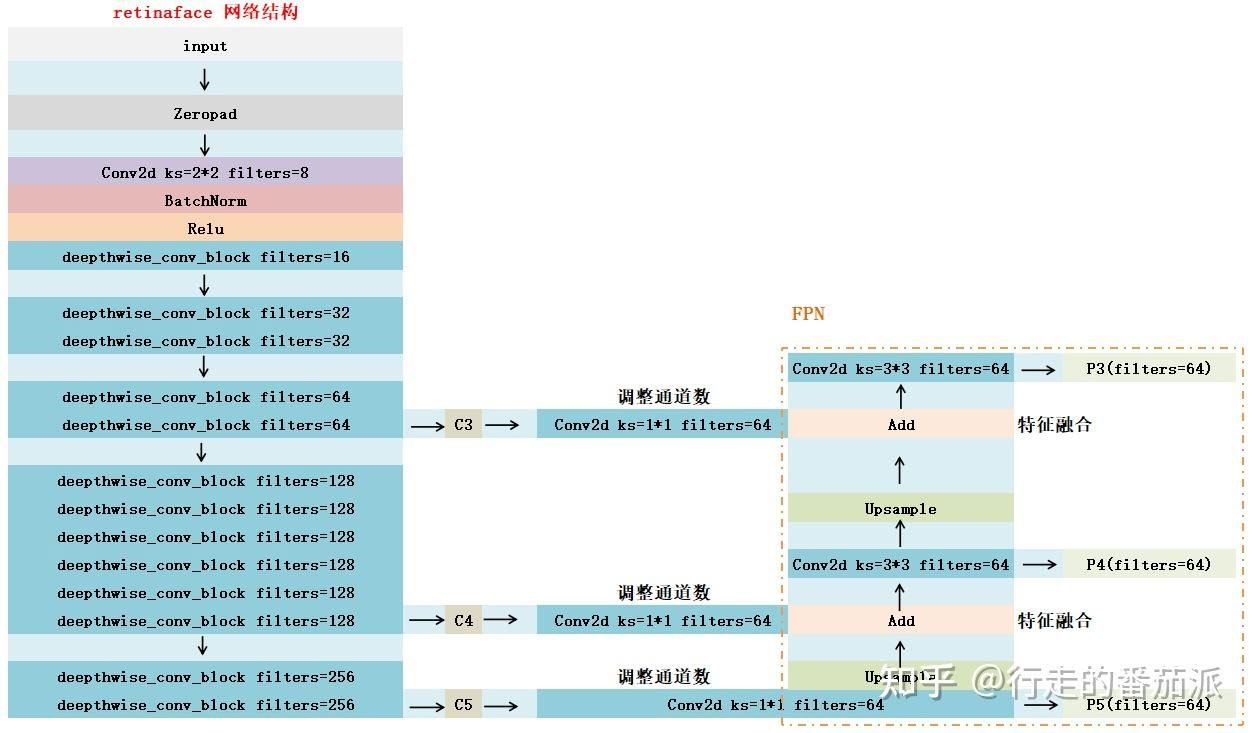 retinaface 网络结构
input
Zeropad
Conv2d ks=2*2 filters=8
BatchNorm
Relu
deepthwise_conv_block filters=16
deepthwise_conv_block filters=32
deepthwise_conv_block filters=32
deepthwise_conv_block filters=64
deepthwise_conv_block filters=64
deepthwise_conv_block filters=128
deepthwise_conv_block filters=128
deepthwise_conv_block filters=128
deepthwise_conv_block filters=128
deepthwise_conv_block filters=128
deepthwise_conv_block filters=128
deepthwise_conv_block filters=256
deepthwise_conv_block filters=256
C3
调整通道数
Conv2d ks=1*1 filters=64
C4
调整通道数
Conv2d ks=1*1 filters=64
C5
调整通道数
Conv2d ks=1*1 filters=64
FPN
Conv2d ks=3*3 filters=64
P3(filters=64)
Add
特征融合
Upsample
Conv2d ks=3*3 filters=64
P4(filters=64)
Add
特征融合
Upsample
P5(filters=64)
知乎 @行走的番茄派